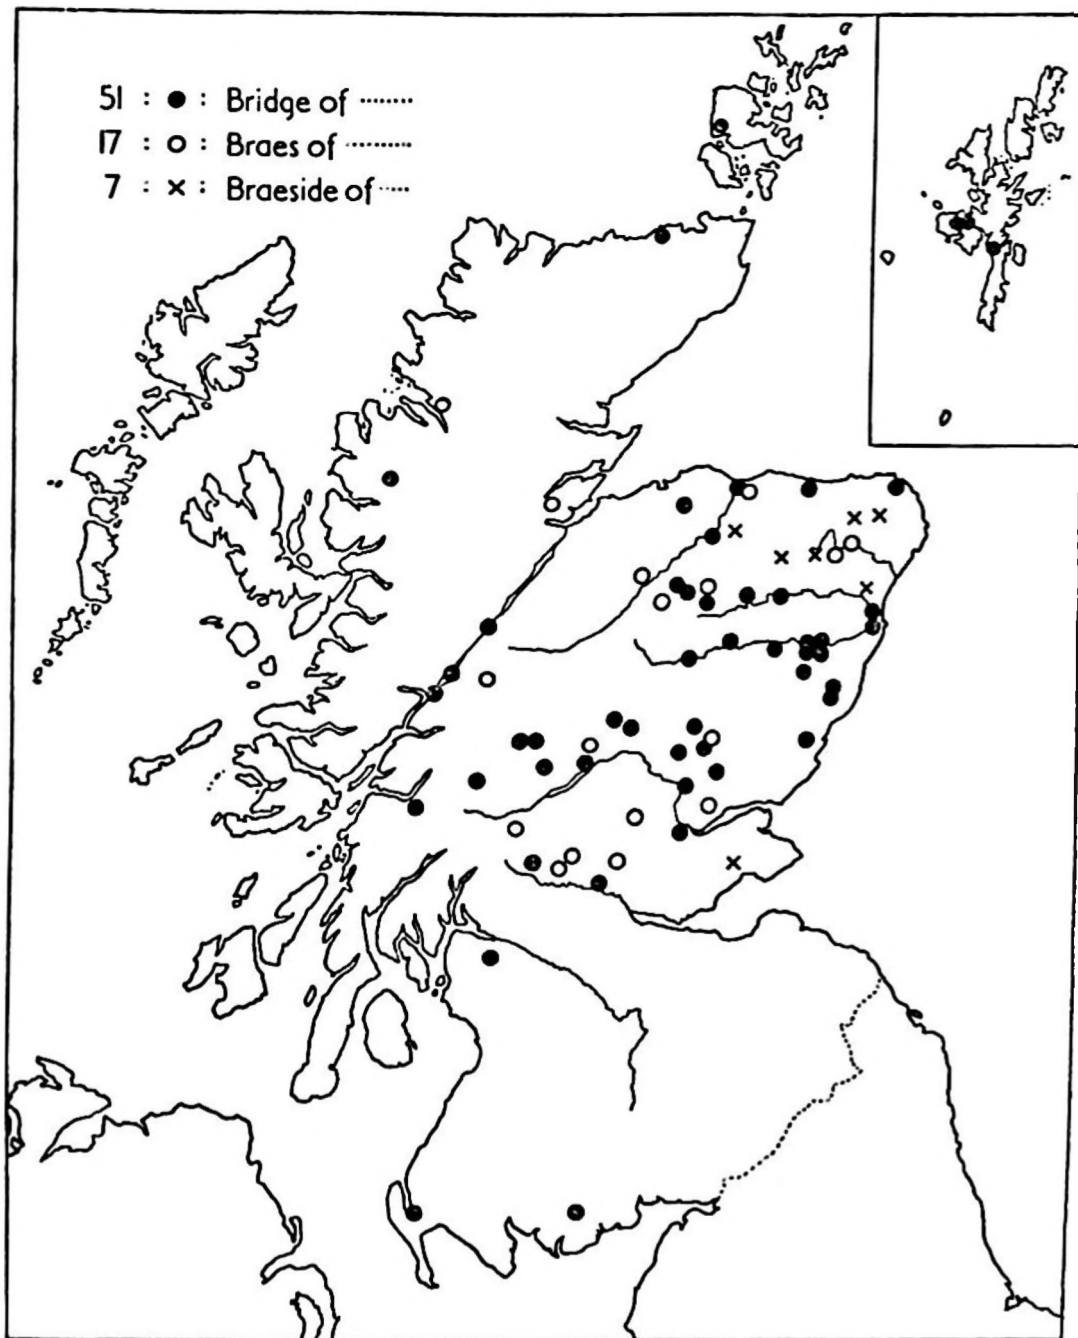 51 : ● : Bridge of ......
17 : ○ : Braes of ........
7 : × : Braeside of ....